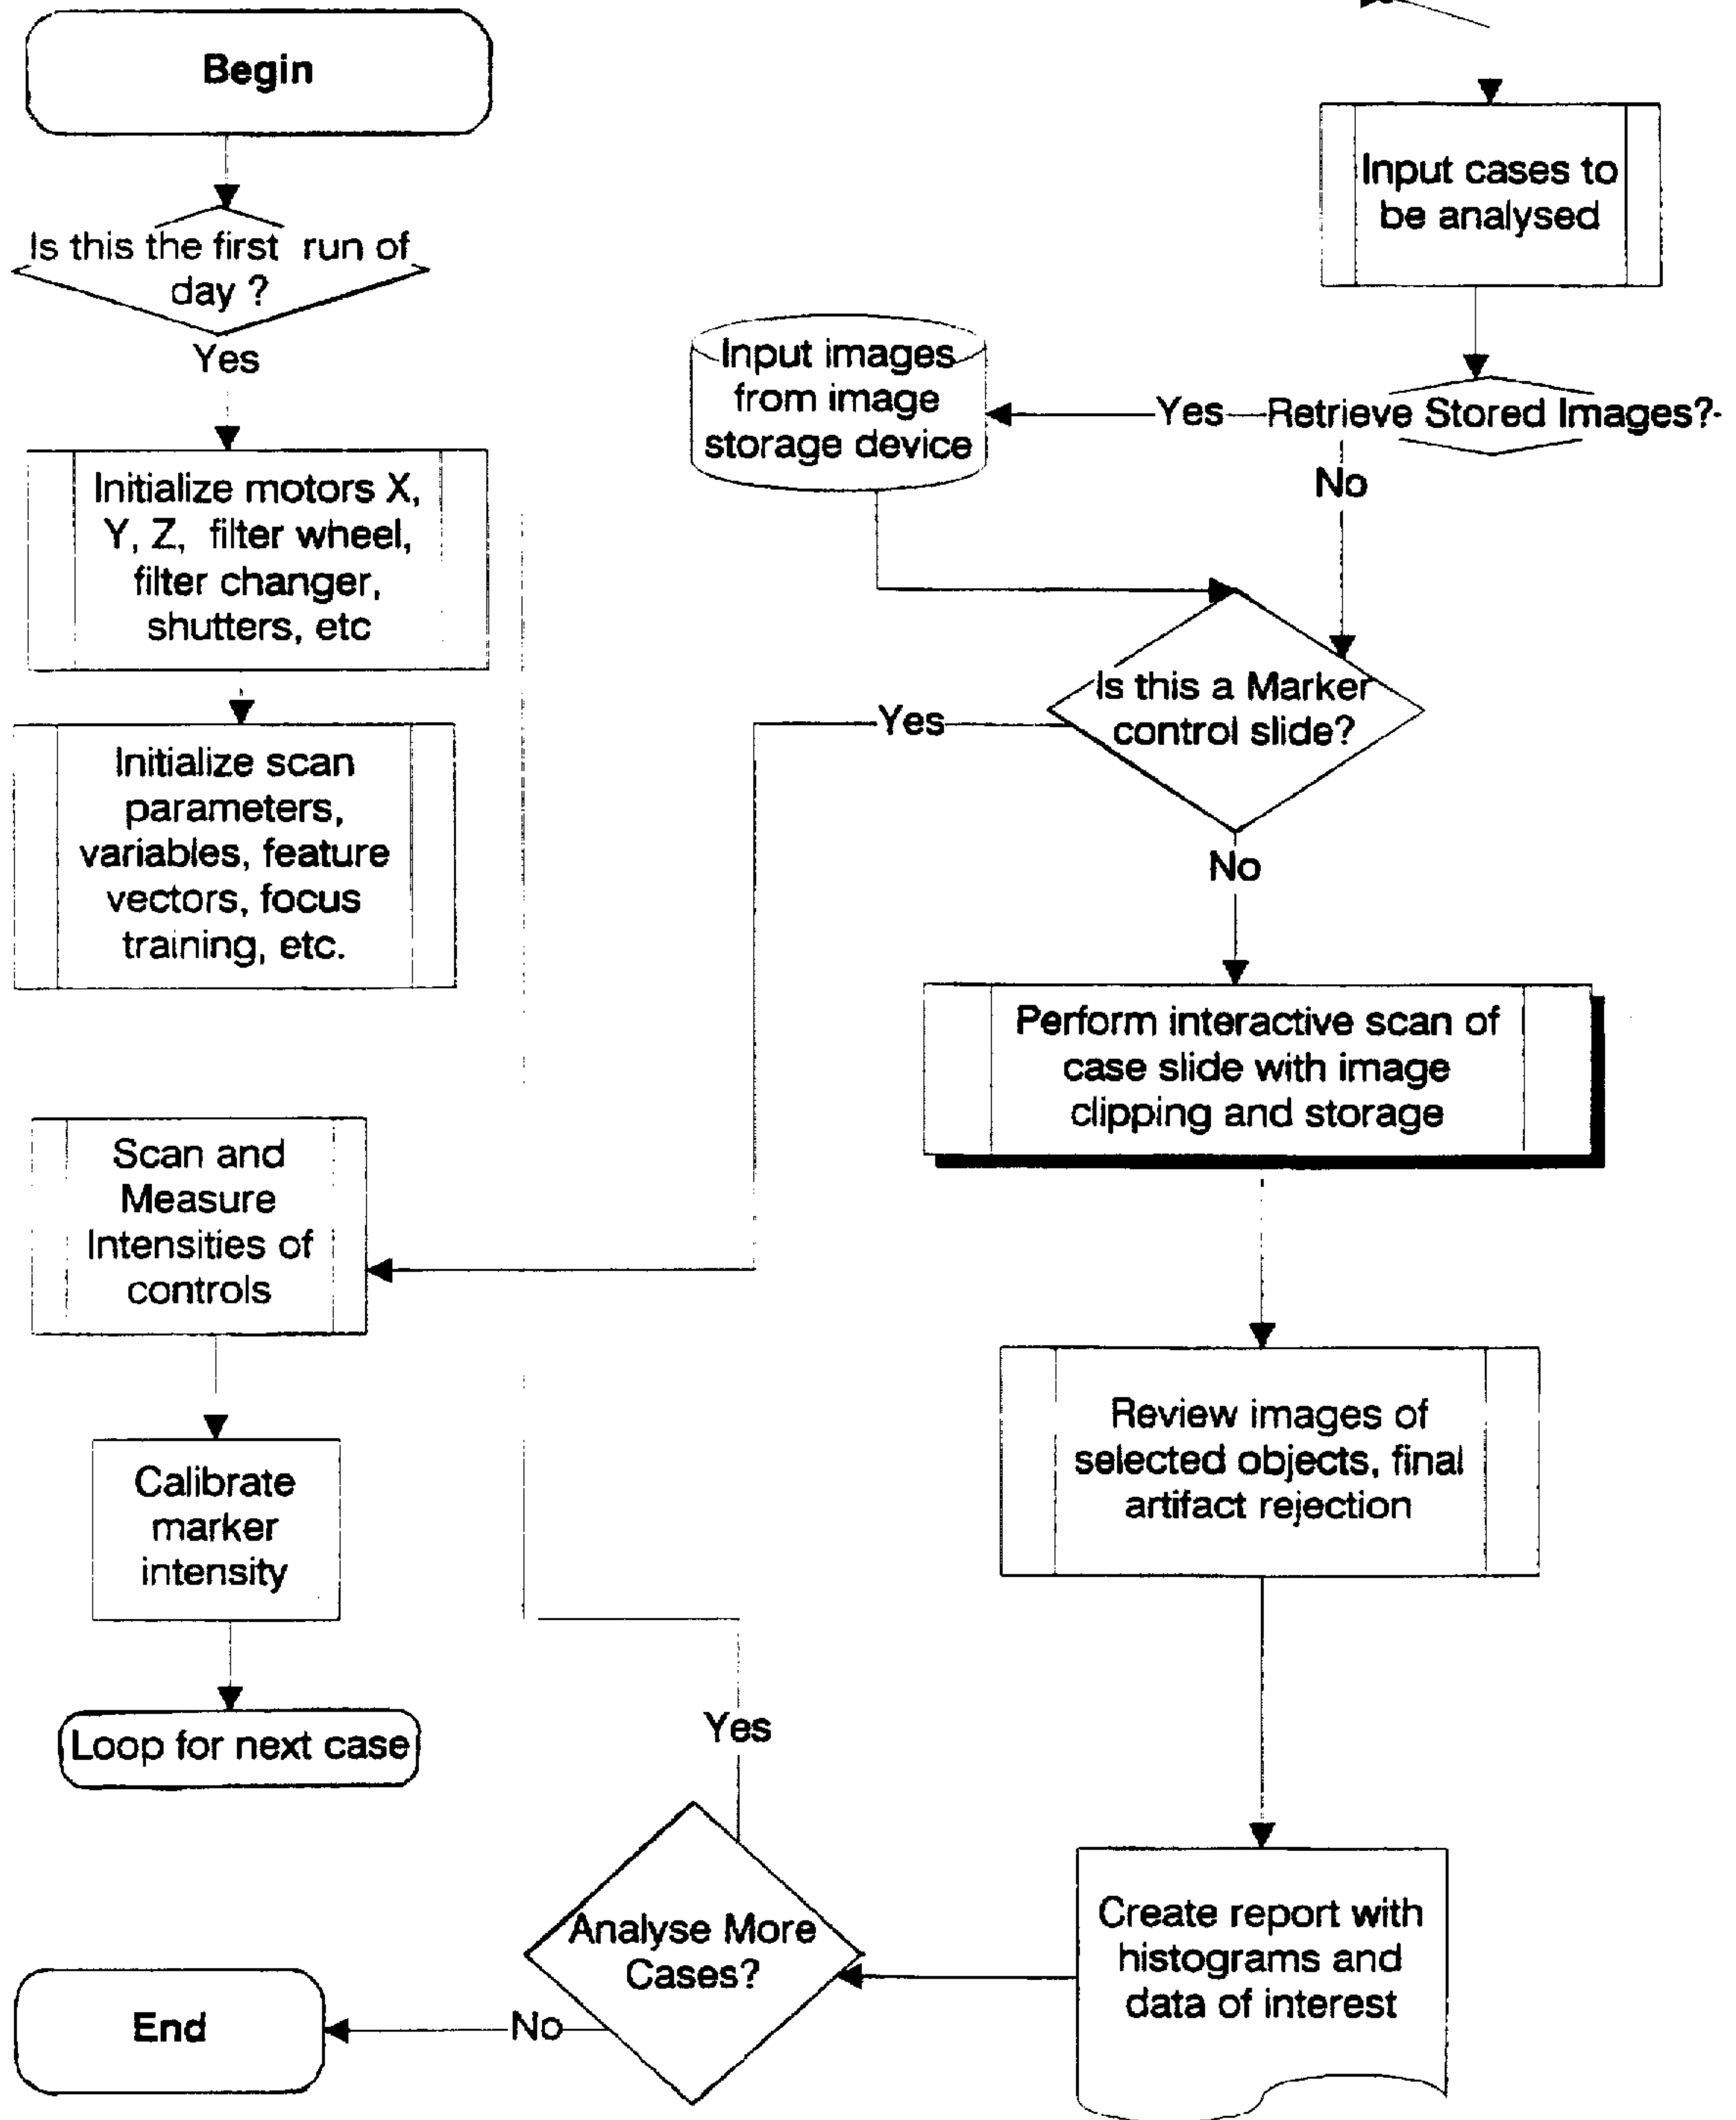 Begin
Is this the first run of
day ?
Yes
Initialize motors X,
Y, Z, filter wheel,
filter changer,
shutters, etc
Initialize scan
parameters,
variables, feature
vectors, focus
training, etc.
Scan and
Measure
Intensities of
controls
Calibrate
marker
intensity
Loop for next case
Input cases to
be analysed
Retrieve Stored Images?
Yes
No
Input images
from image
storage device
Is this a Marker
control slide?
Yes
No
Perform interactive scan of
case slide with image
clipping and storage
Review images of
selected objects, final
artifact rejection
Create report with
histograms and
data of interest
Analyse More
Cases?
Yes
No
End